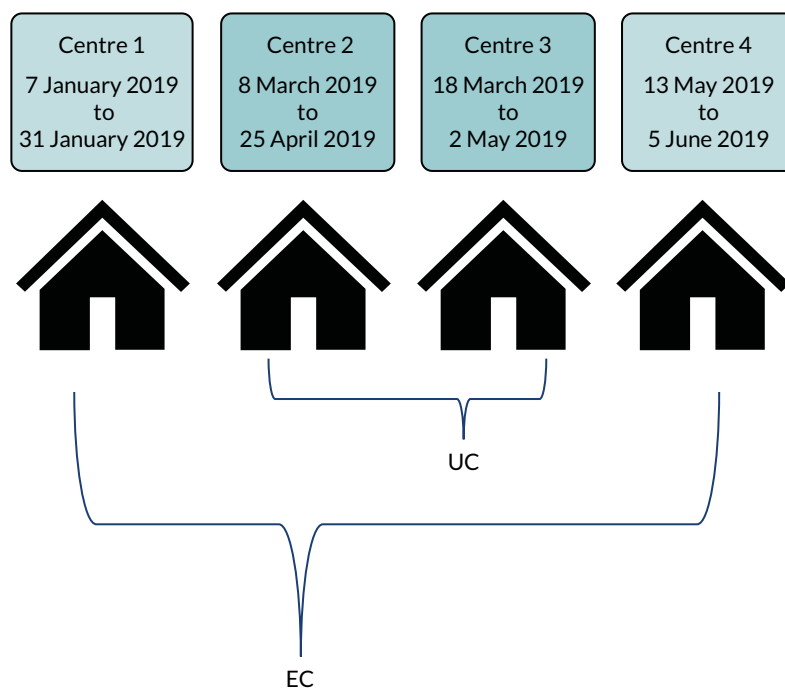 Centre 1
7 January 2019
to
31 January 2019
Centre 2
8 March 2019
to
25 April 2019
Centre 3
18 March 2019
to
2 May 2019
Centre 4
13 May 2019
to
5 June 2019
UC
EC